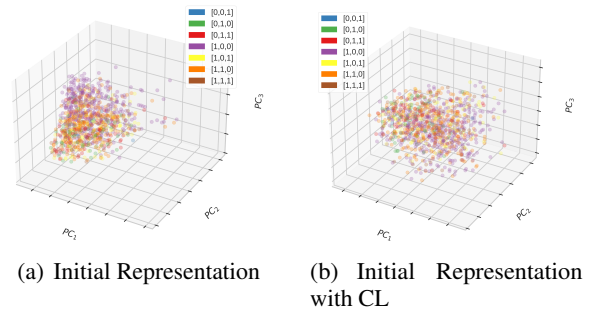 [0,0,1]
[0,1,0]
[0,1,1]
[1,0,0]
[1,0,1]
[1,1,0]
[1,1,1]
PC3
PC2
PC1
(a) Initial Representation
[0,0,1]
[0,1,0]
[0,1,1]
[1,0,0]
[1,0,1]
[1,1,0]
[1,1,1]
PC3
PC2
PC1
(b) Initial Representation
with CL